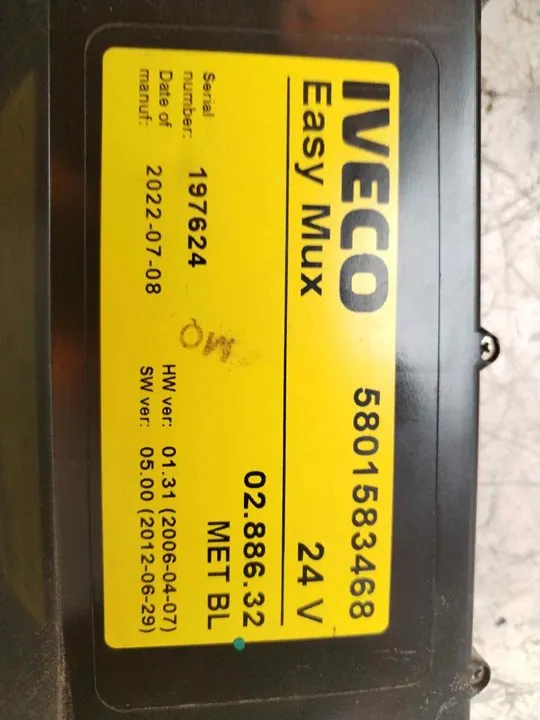 IVECO 5801583468
Easy Mux 24 V
02.886.32
MET BL
Serial
number: 197624
Date of
manuf: 2022-07-08
MO
HW ver: 01.31 (2006-04-07)
SW ver: 05.00 (2012-06-29)